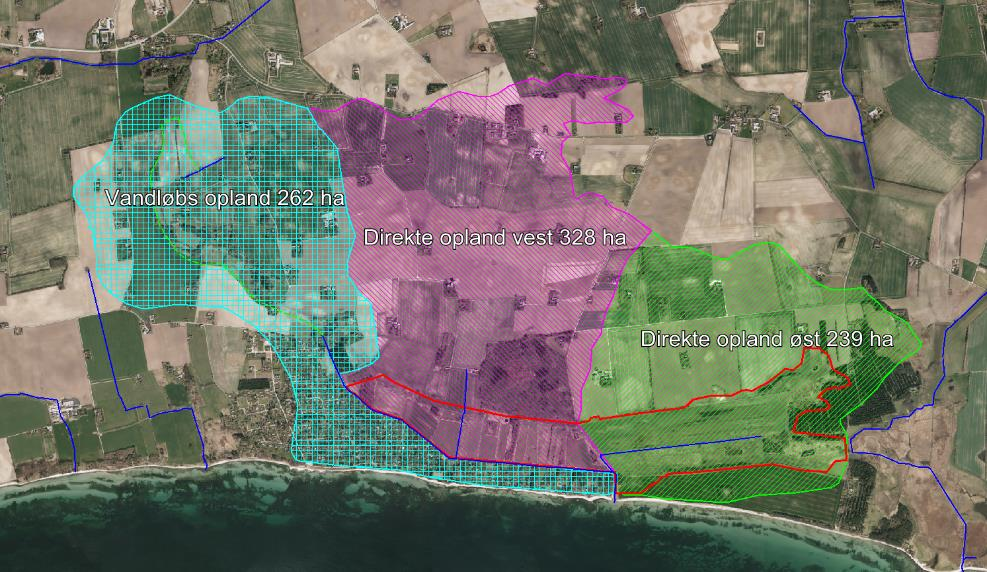 Vandløbs opland 262 ha
Direkte opland vest 328 ha
Direkte opland øst 239 ha